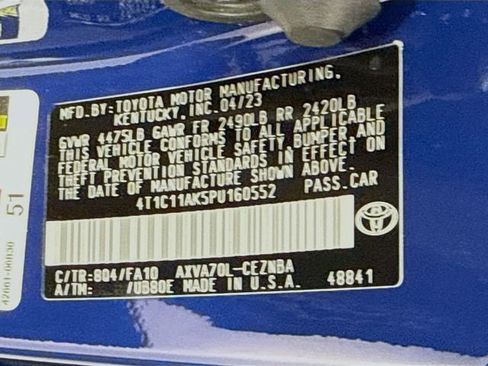 MFD.BY:TOYOTA MOTOR MANUFACTURING,
KENTUCKY,INC.04/23
GVWR 4475LB GAWR FR 2490LB RR 2420LB
THIS VEHICLE CONFORMS TO ALL APPLICABLE
FEDERAL MOTOR VEHICLE SAFETY, BUMPER AND
THEFT PREVENTION STANDARDS IN EFFECT ON
THE DATE OF MANUFACTURE SHOWN ABOVE.
4T1C11AK5PU160552 PASS.CAR
C/TR:8Q4/FA10 AXVA70L-CEZNBA
A/TM: /UB80E MADE IN U.S.A. 48841
51